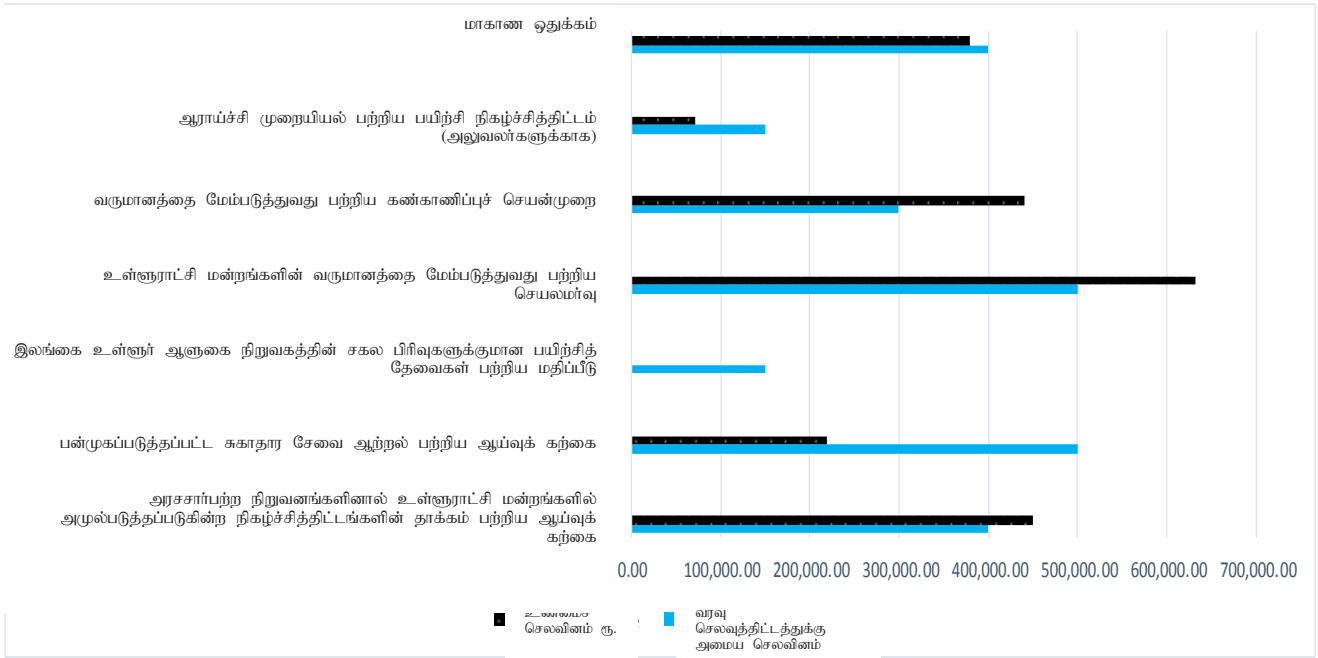 மாகாண ஒதுக்கம்
ஆராய்ச்சி முறையியல் பற்றிய பயிற்சி நிகழ்ச்சித்திட்டம்
(அலுவலர்களுக்காக)
வருமானத்தை மேம்படுத்துவது பற்றிய கண்காணிப்புச் செயன்முறை
உள்ளூராட்சி மன்றங்களின் வருமானத்தை மேம்படுத்துவது பற்றிய
செயலமர்வு
இலங்கை உள்ளூர் ஆளுகை நிறுவகத்தின் சகல பிரிவுகளுக்குமான பயிற்சித்
தேவைகள் பற்றிய மதிப்பீடு
பன்முகப்படுத்தப்பட்ட சுகாதார சேவை ஆற்றல் பற்றிய ஆய்வுக் கற்கை
அரசசார்பற்ற நிறுவனங்களினால் உள்ளூராட்சி மன்றங்களில்
அமுல்படுத்தப்படுகின்ற நிகழ்ச்சித்திட்டங்களின் தாக்கம் பற்றிய ஆய்வுக்
கற்கை
0.00 100,000.00 200,000.00 300,000.00 400,000.00 500,000.00 600,000.00 700,000.00
செலவினம் ரூ.
வரவு
செலவுத்திட்டத்துக்கு
அமைய செலவினம்